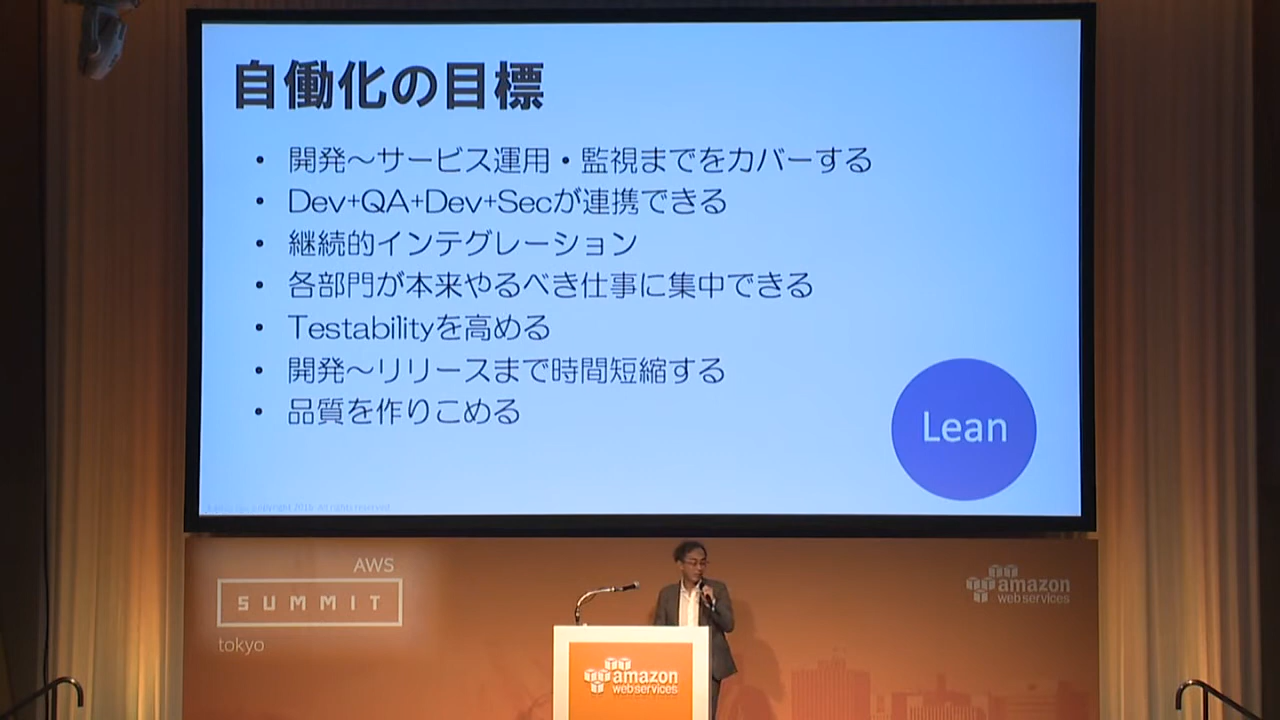 自働化の目標
• 開発～サービス運用・監視までをカバーする
• Dev+QA+Dev+Secが連携できる
• 継続的インテグレーション
• 各部門が本来やるべき仕事に集中できる
• Testabilityを高める
• 開発～リリースまで時間短縮する
• 品質を作りこめる
Lean
AWS
SUMMIT
tokyo
amazon
web services
amazon
web services